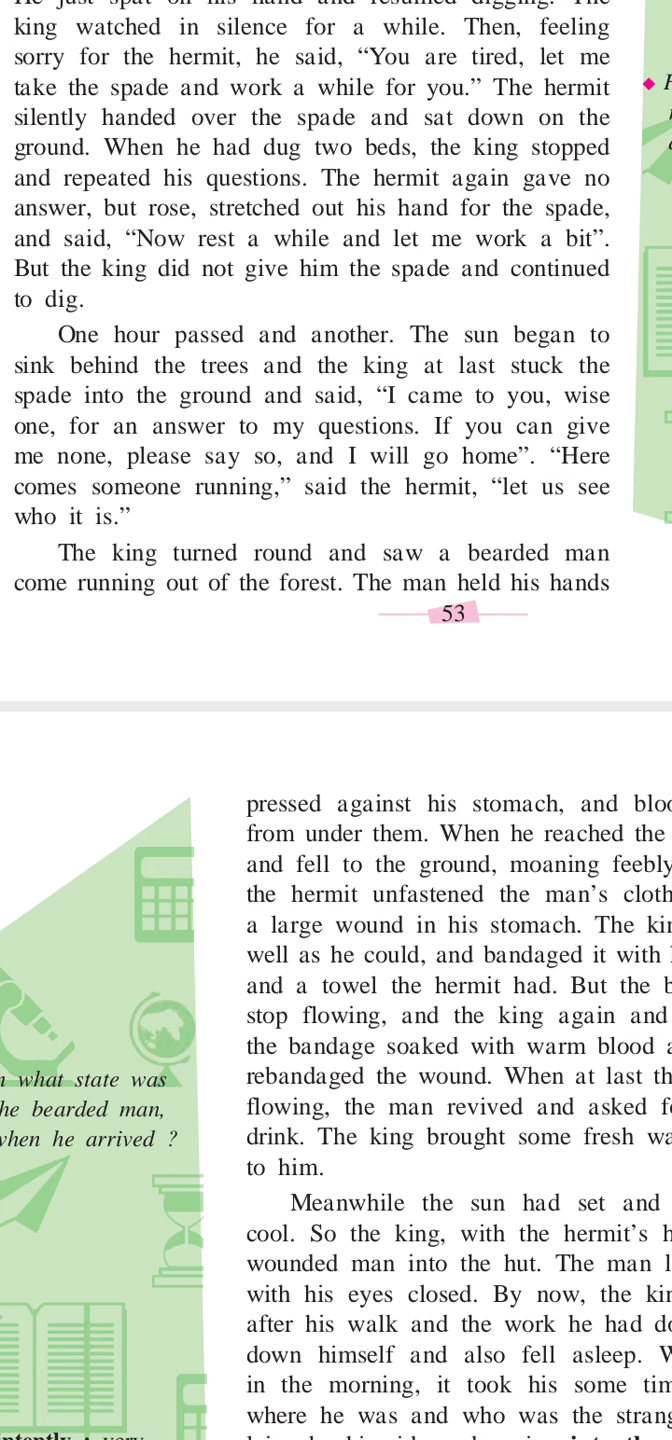 He just spat on his hand and resumed digging. The
king watched in silence for a while. Then, feeling
sorry for the hermit, he said, “You are tired, let me
take the spade and work a while for you.” The hermit
silently handed over the spade and sat down on the
ground. When he had dug two beds, the king stopped
and repeated his questions. The hermit again gave no
answer, but rose, stretched out his hand for the spade,
and said, “Now rest a while and let me work a bit”.
But the king did not give him the spade and continued
to dig.
One hour passed and another. The sun began to
sink behind the trees and the king at last stuck the
spade into the ground and said, “I came to you, wise
one, for an answer to my questions. If you can give
me none, please say so, and I will go home”. “Here
comes someone running,” said the hermit, “let us see
who it is.”
The king turned round and saw a bearded man
come running out of the forest. The man held his hands
53
pressed against his stomach, and
from under them. When he reached the
and fell to the ground, moaning feebly
the hermit unfastened the man’s
a large wound in his stomach. The
well as he could, and bandaged it with
and a towel the hermit had. But the
stop flowing, and the king again and
the bandage soaked with warm blood
rebandaged the wound. When at last
flowing, the man revived and asked
drink. The king brought some fresh
to him.
what state was
bearded man,
when he arrived ?
Meanwhile the sun had set and
cool. So the king, with the hermit’s
wounded man into the hut. The man
with his eyes closed. By now, the
after his walk and the work he had
down himself and also fell asleep.
in the morning, it took his some
where he was and who was the